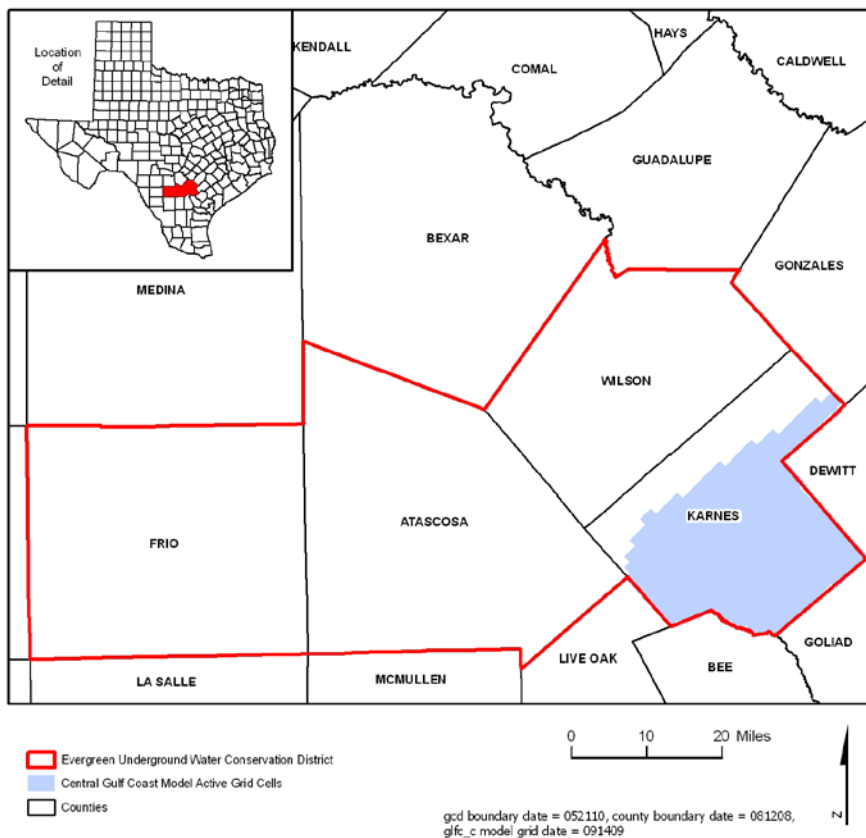 Location
of
Detail
KENDALL
COMAL
HAYS
CALDWELL
GUADALUPE
BEXAR
GONZALES
MEDINA
WILSON
DEWITT
KARNES
ATASCOSA
FRIO
GOLIAD
LIVE OAK
BEE
LA SALLE
MCMULLEN
0 10 20 Miles
Evergreen Underground Water Conservation District
Central Gulf Coast Model Active Grid Cells
Counties
gcd boundary date = 052110, county boundary date = 081208,
glfc_c model grid date = 091409
N